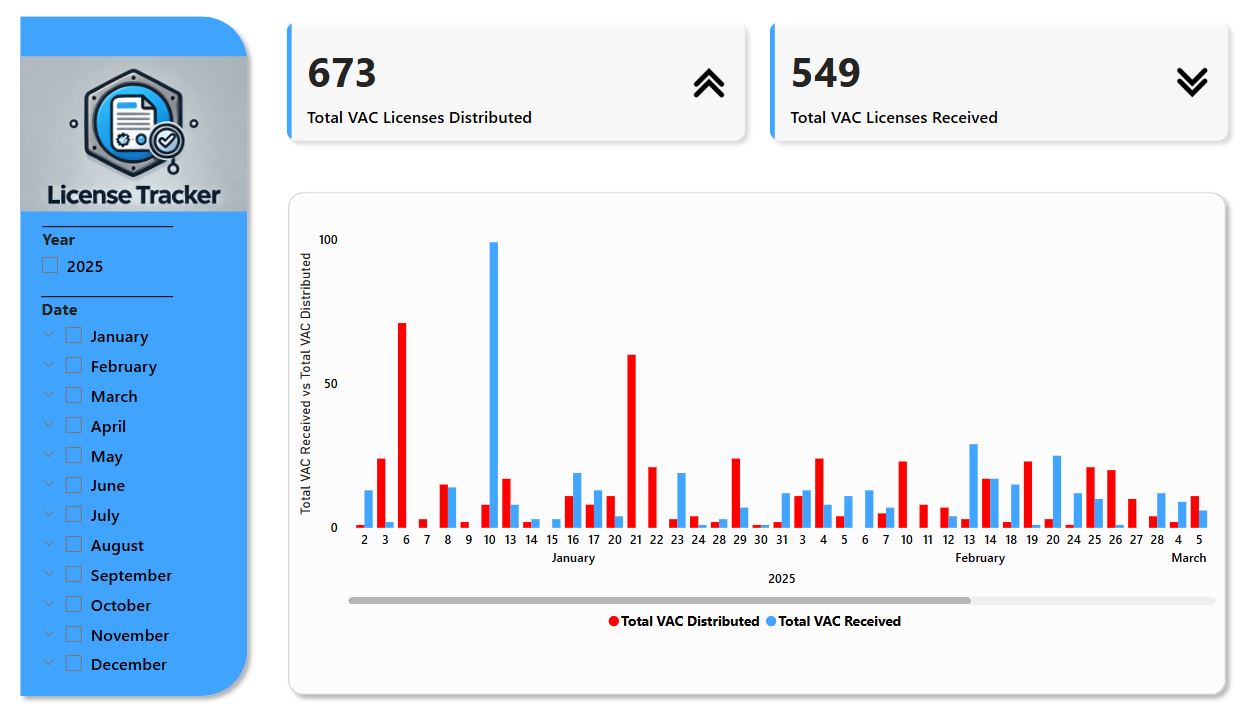 License Tracker
Year
2025
Date
January
February
March
April
May
June
July
August
September
October
November
December
673
Total VAC Licenses Distributed
549
Total VAC Licenses Received
Total VAC Received vs Total VAC Distributed
100
50
0
2 3 6 7 8 9 10 13 14 15 16 17 20 21 22 23 24 28 29 30 31 3 4 5 6 7 10 11 12 13 14 18 19 20 24 25 26 27 28 4 5
January February March
2025
Total VAC Distributed Total VAC Received